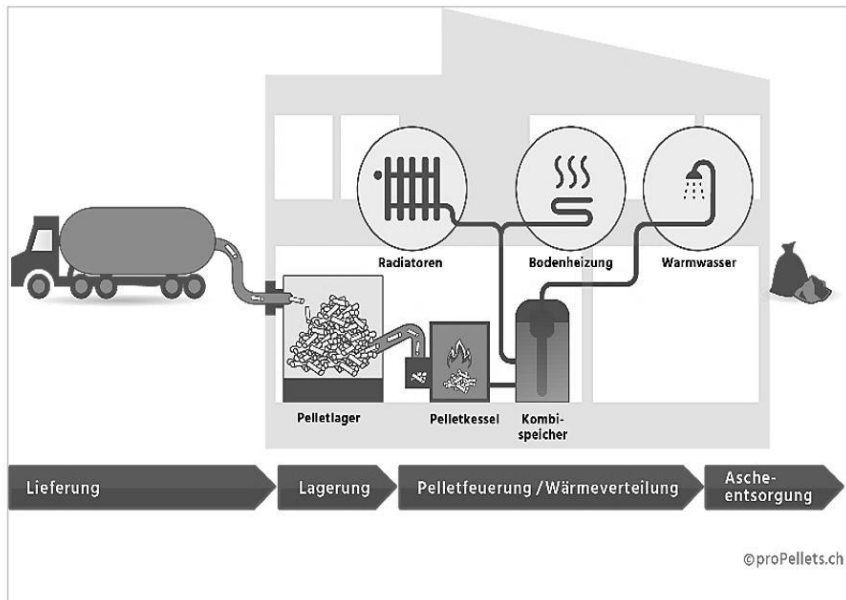 Radiatoren
Bodenheizung
Warmwasser
Pelletlager
Pelletkessel
Kombi-
speicher
Lieferung
Lagerung
Pelletfeuerung / Wärmeverteilung
Asche-
entsorgung
©proPellets.ch